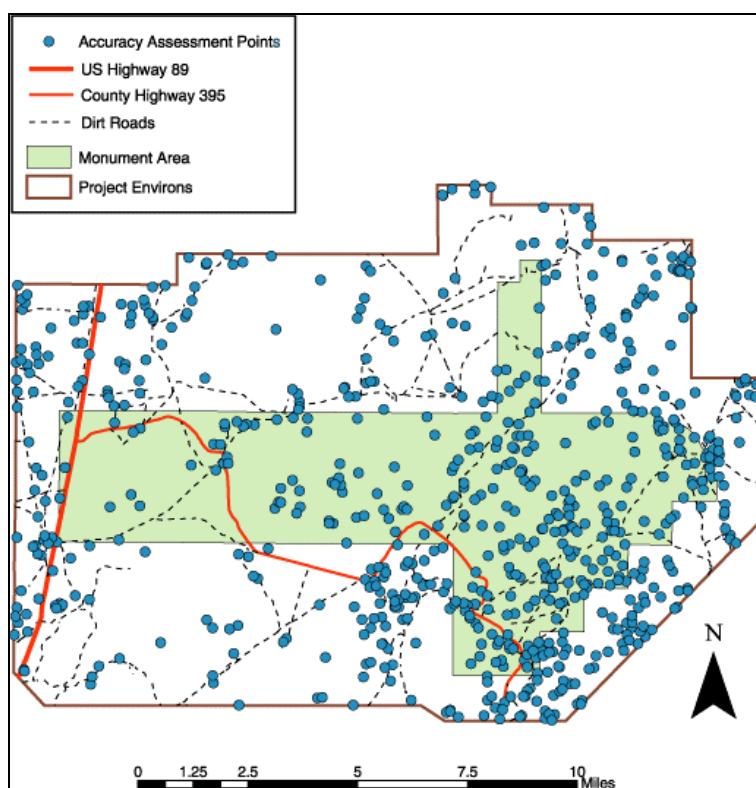 Accuracy Assessment Points
US Highway 89
County Highway 395
Dirt Roads
Monument Area
Project Environs
N
0 1.25 2.5 5 7.5 10
Miles